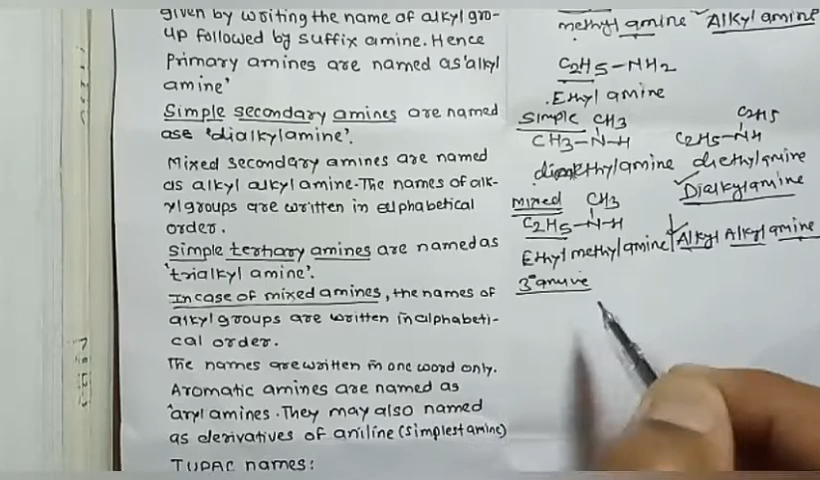 given by writing the name of alkyl gro-
up followed by suffix amine. Hence
Primary amines are named as 'alkyl
amine'
Simple secondary amines are named
ase 'dialkylamine'.
Mixed secondary amines are named
as alkyl alkyl amine. The names of alk-
yl groups are written in alphabetical
order.
Simple tertiary amines are named as
'trialkyl amine'.
Incase of mixed amines, the names of
alkyl groups are written in alphabeti-
cal order.
The names are written in one word only.
Aromatic amines are named as
'aryl amines. They may also named
as derivatives of aniline (simplest amine)
IUPAC names:
methyl amine Alkyl amine
C2H5-NH2
Ethyl amine
Simple CH3 C2H5
CH3-N-H C2H5-NH
dimethylamine diethylamine
Dialkylamine
Mixed CH3
C2H5-N-H
Ethyl methyl amine Alkyl Alkyl amine
3° amine